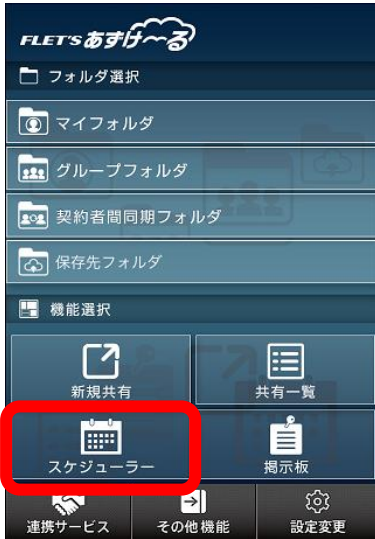 FLET'S あずけ〜る
フォルダ選択
マイフォルダ
グループフォルダ
契約者間同期フォルダ
保存先フォルダ
機能選択
新規共有 共有一覧
スケジューラー 掲示板
連携サービス その他機能 設定変更